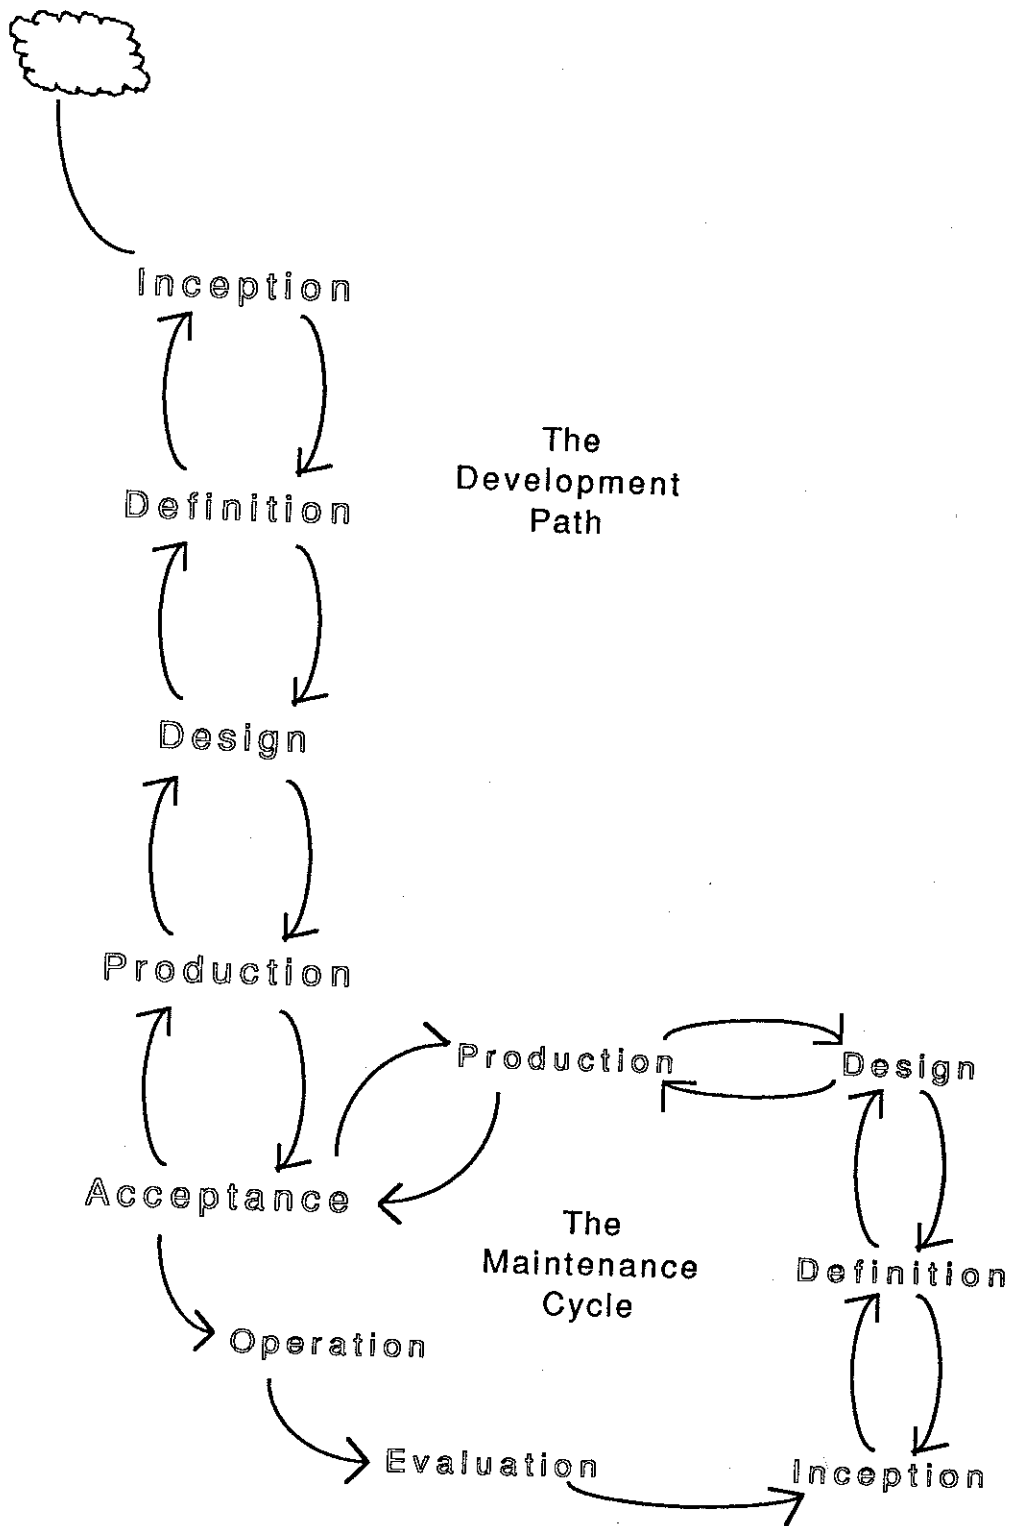 Inception
The
Development
Path
Definition
Design
Production
Production
Design
Acceptance
The
Maintenance
Cycle
Definition
Operation
Evaluation
Inception